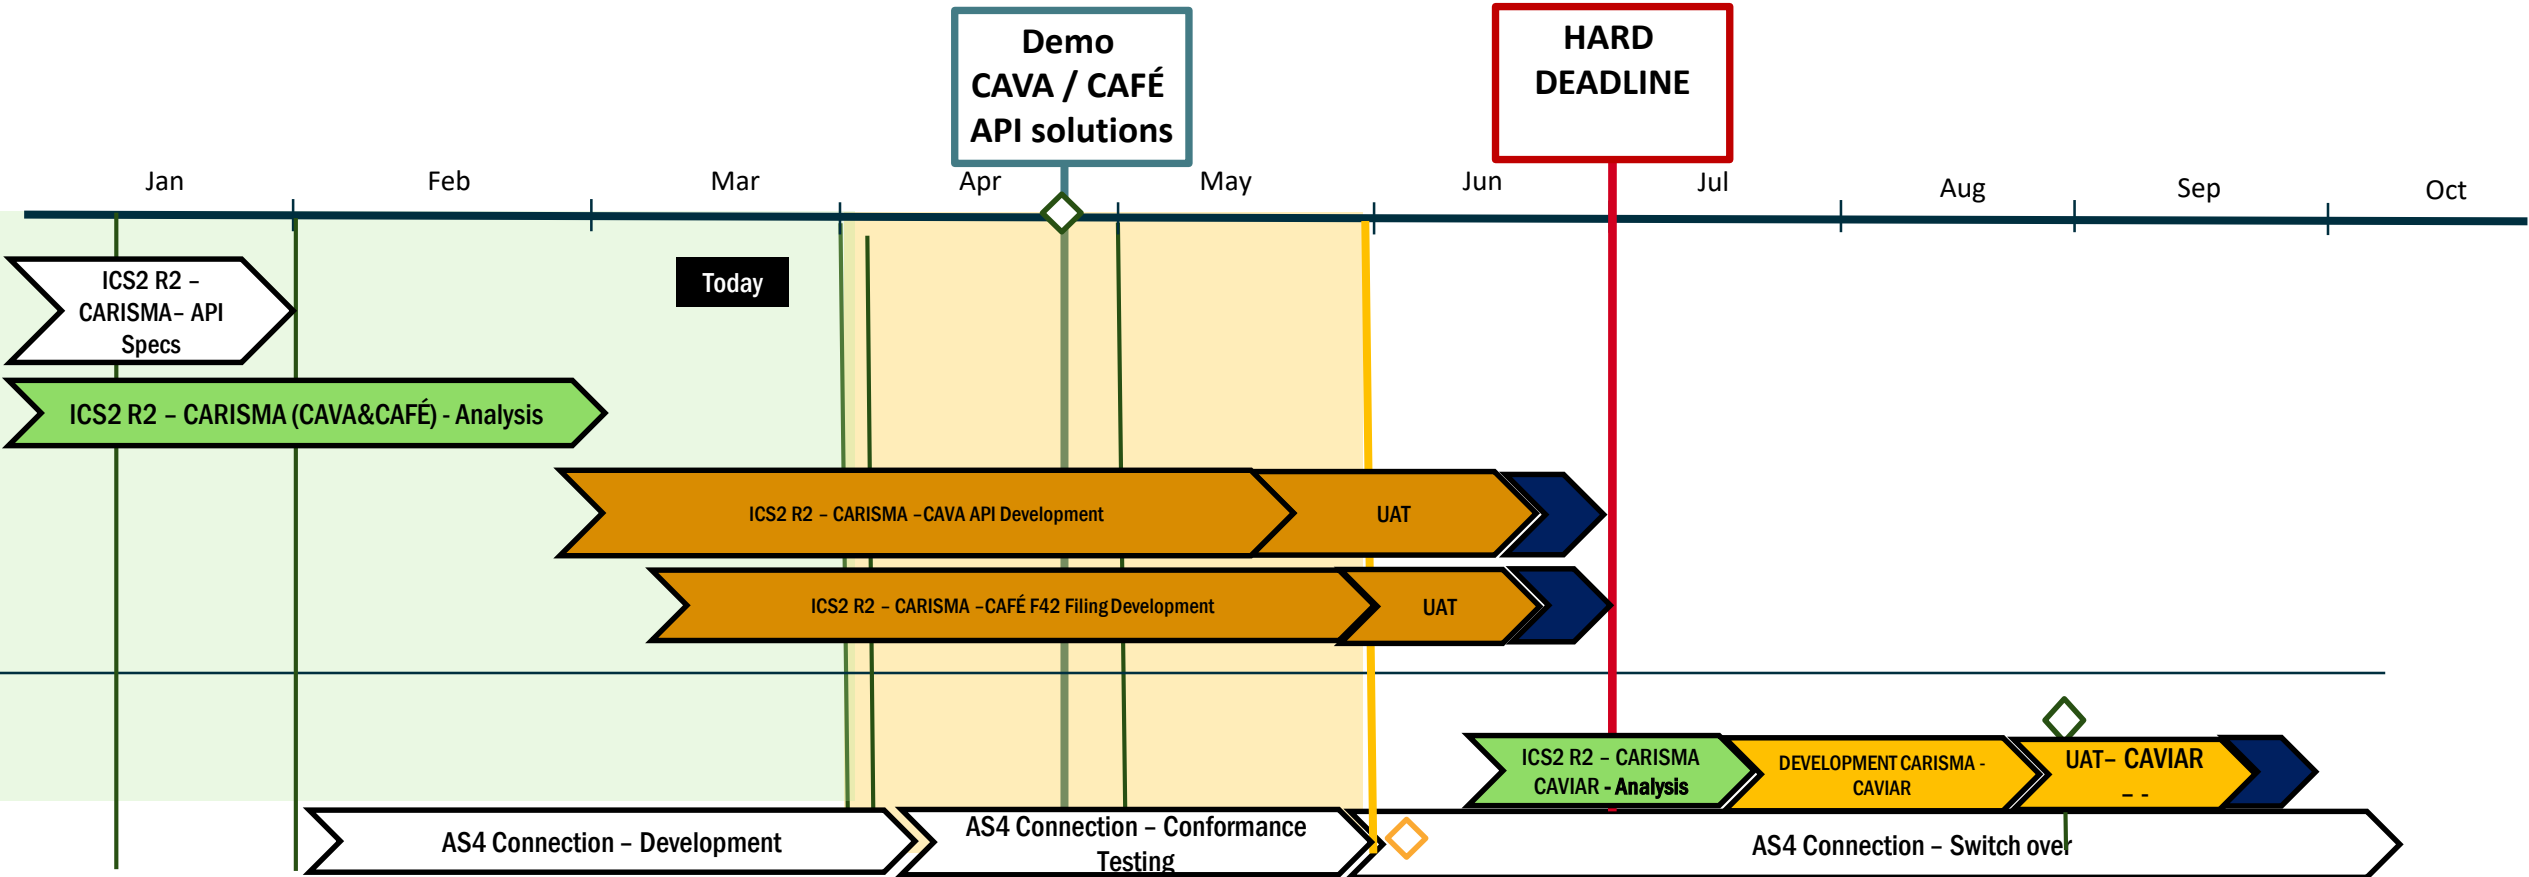 Demo
CAVA / CAFÉ
API solutions
HARD
DEADLINE
Jan
Feb
Mar
Apr
May
Jun
Jul
Aug
Sep
Oct
Today
ICS2 R2 –
CARISMA– API
Specs
ICS2 R2 – CARISMA (CAVA&CAFÉ) - Analysis
ICS2 R2 – CARISMA –CAVA API Development
UAT
ICS2 R2 – CARISMA –CAFÉ F42 Filing Development
UAT
ICS2 R2 – CARISMA
CAVIAR - Analysis
DEVELOPMENT CARISMA -
CAVIAR
UAT– CAVIAR
– -
AS4 Connection – Development
AS4 Connection – Conformance
Testing
AS4 Connection – Switch over